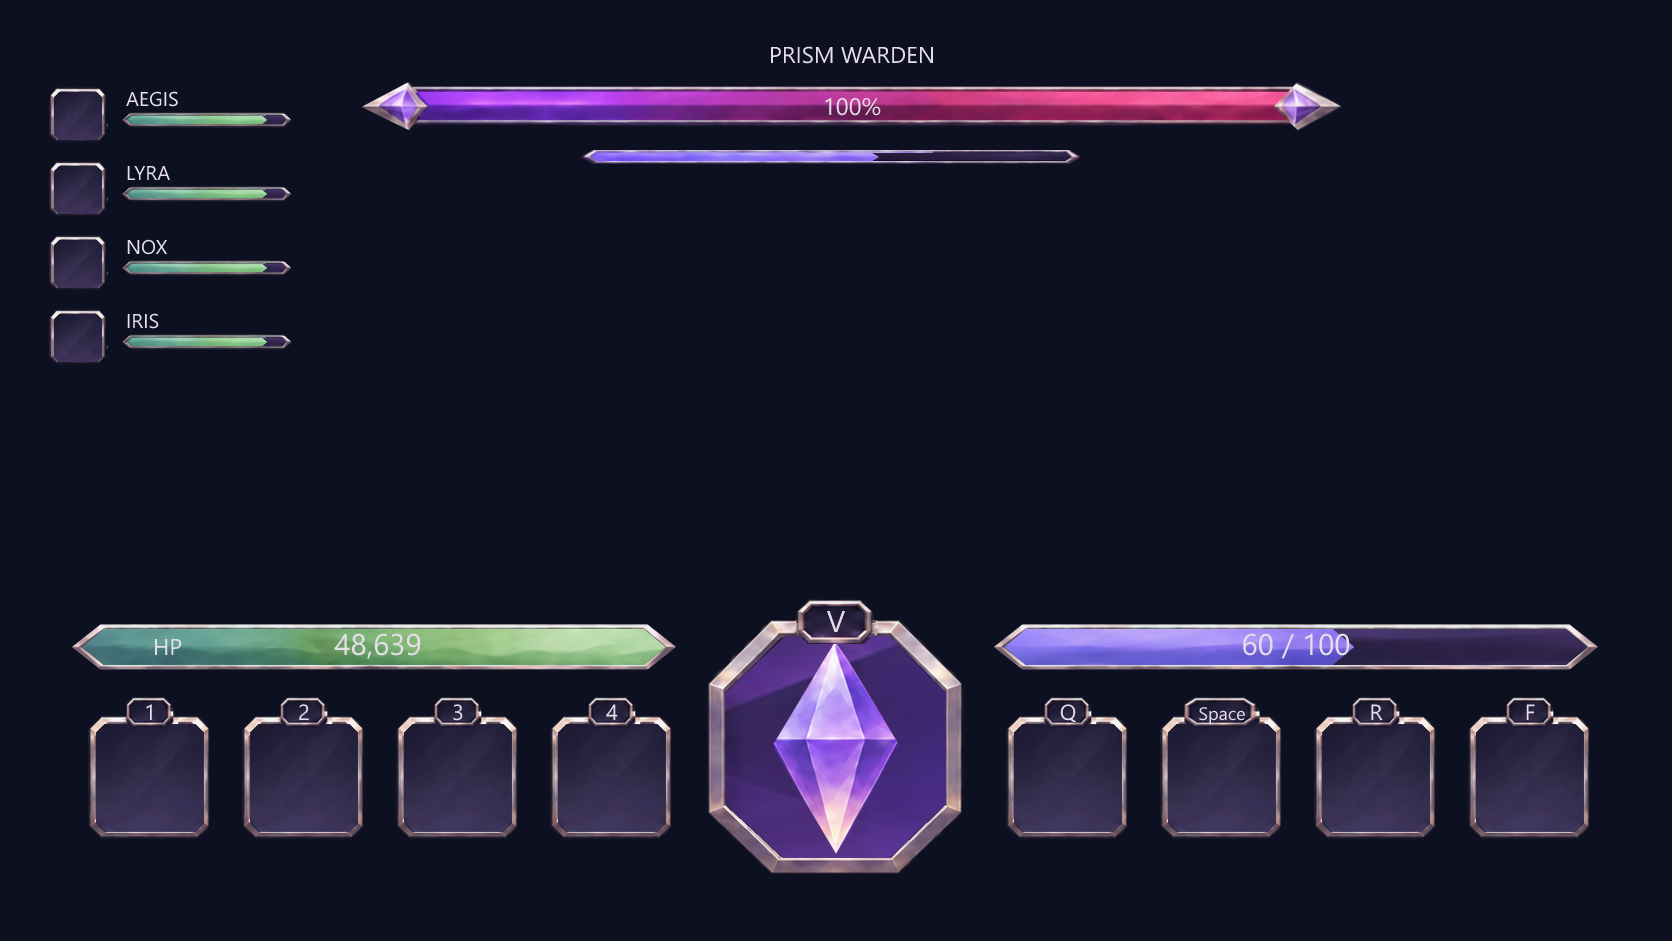 PRISM WARDEN
100%
AEGIS
LYRA
NOX
IRIS
HP 48,639
V
60 / 100
1 2 3 4
Q Space R F